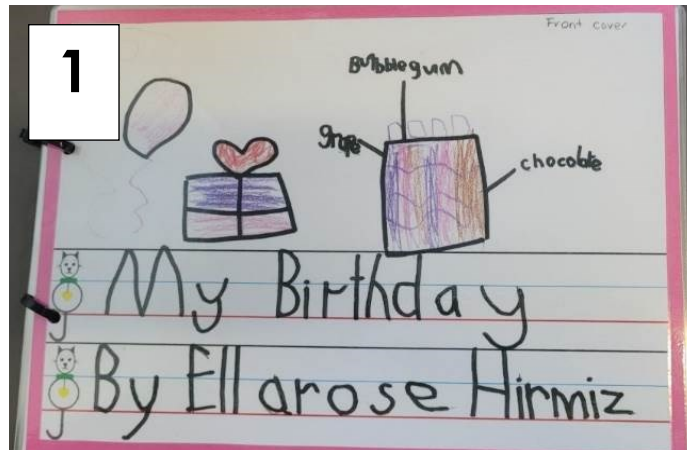 Front cover
1
Bubblegum
grape
chocolate
My Birthday
By Ellarose Hirmiz